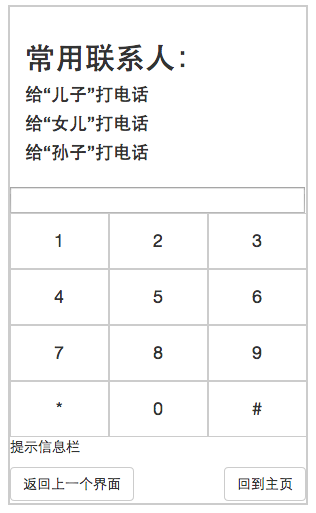 常用联系人：
给“儿子”打电话
给“女儿”打电话
给“孙子”打电话
1 2 3
4 5 6
7 8 9
* 0 #
提示信息栏
返回上一个界面 回到主页